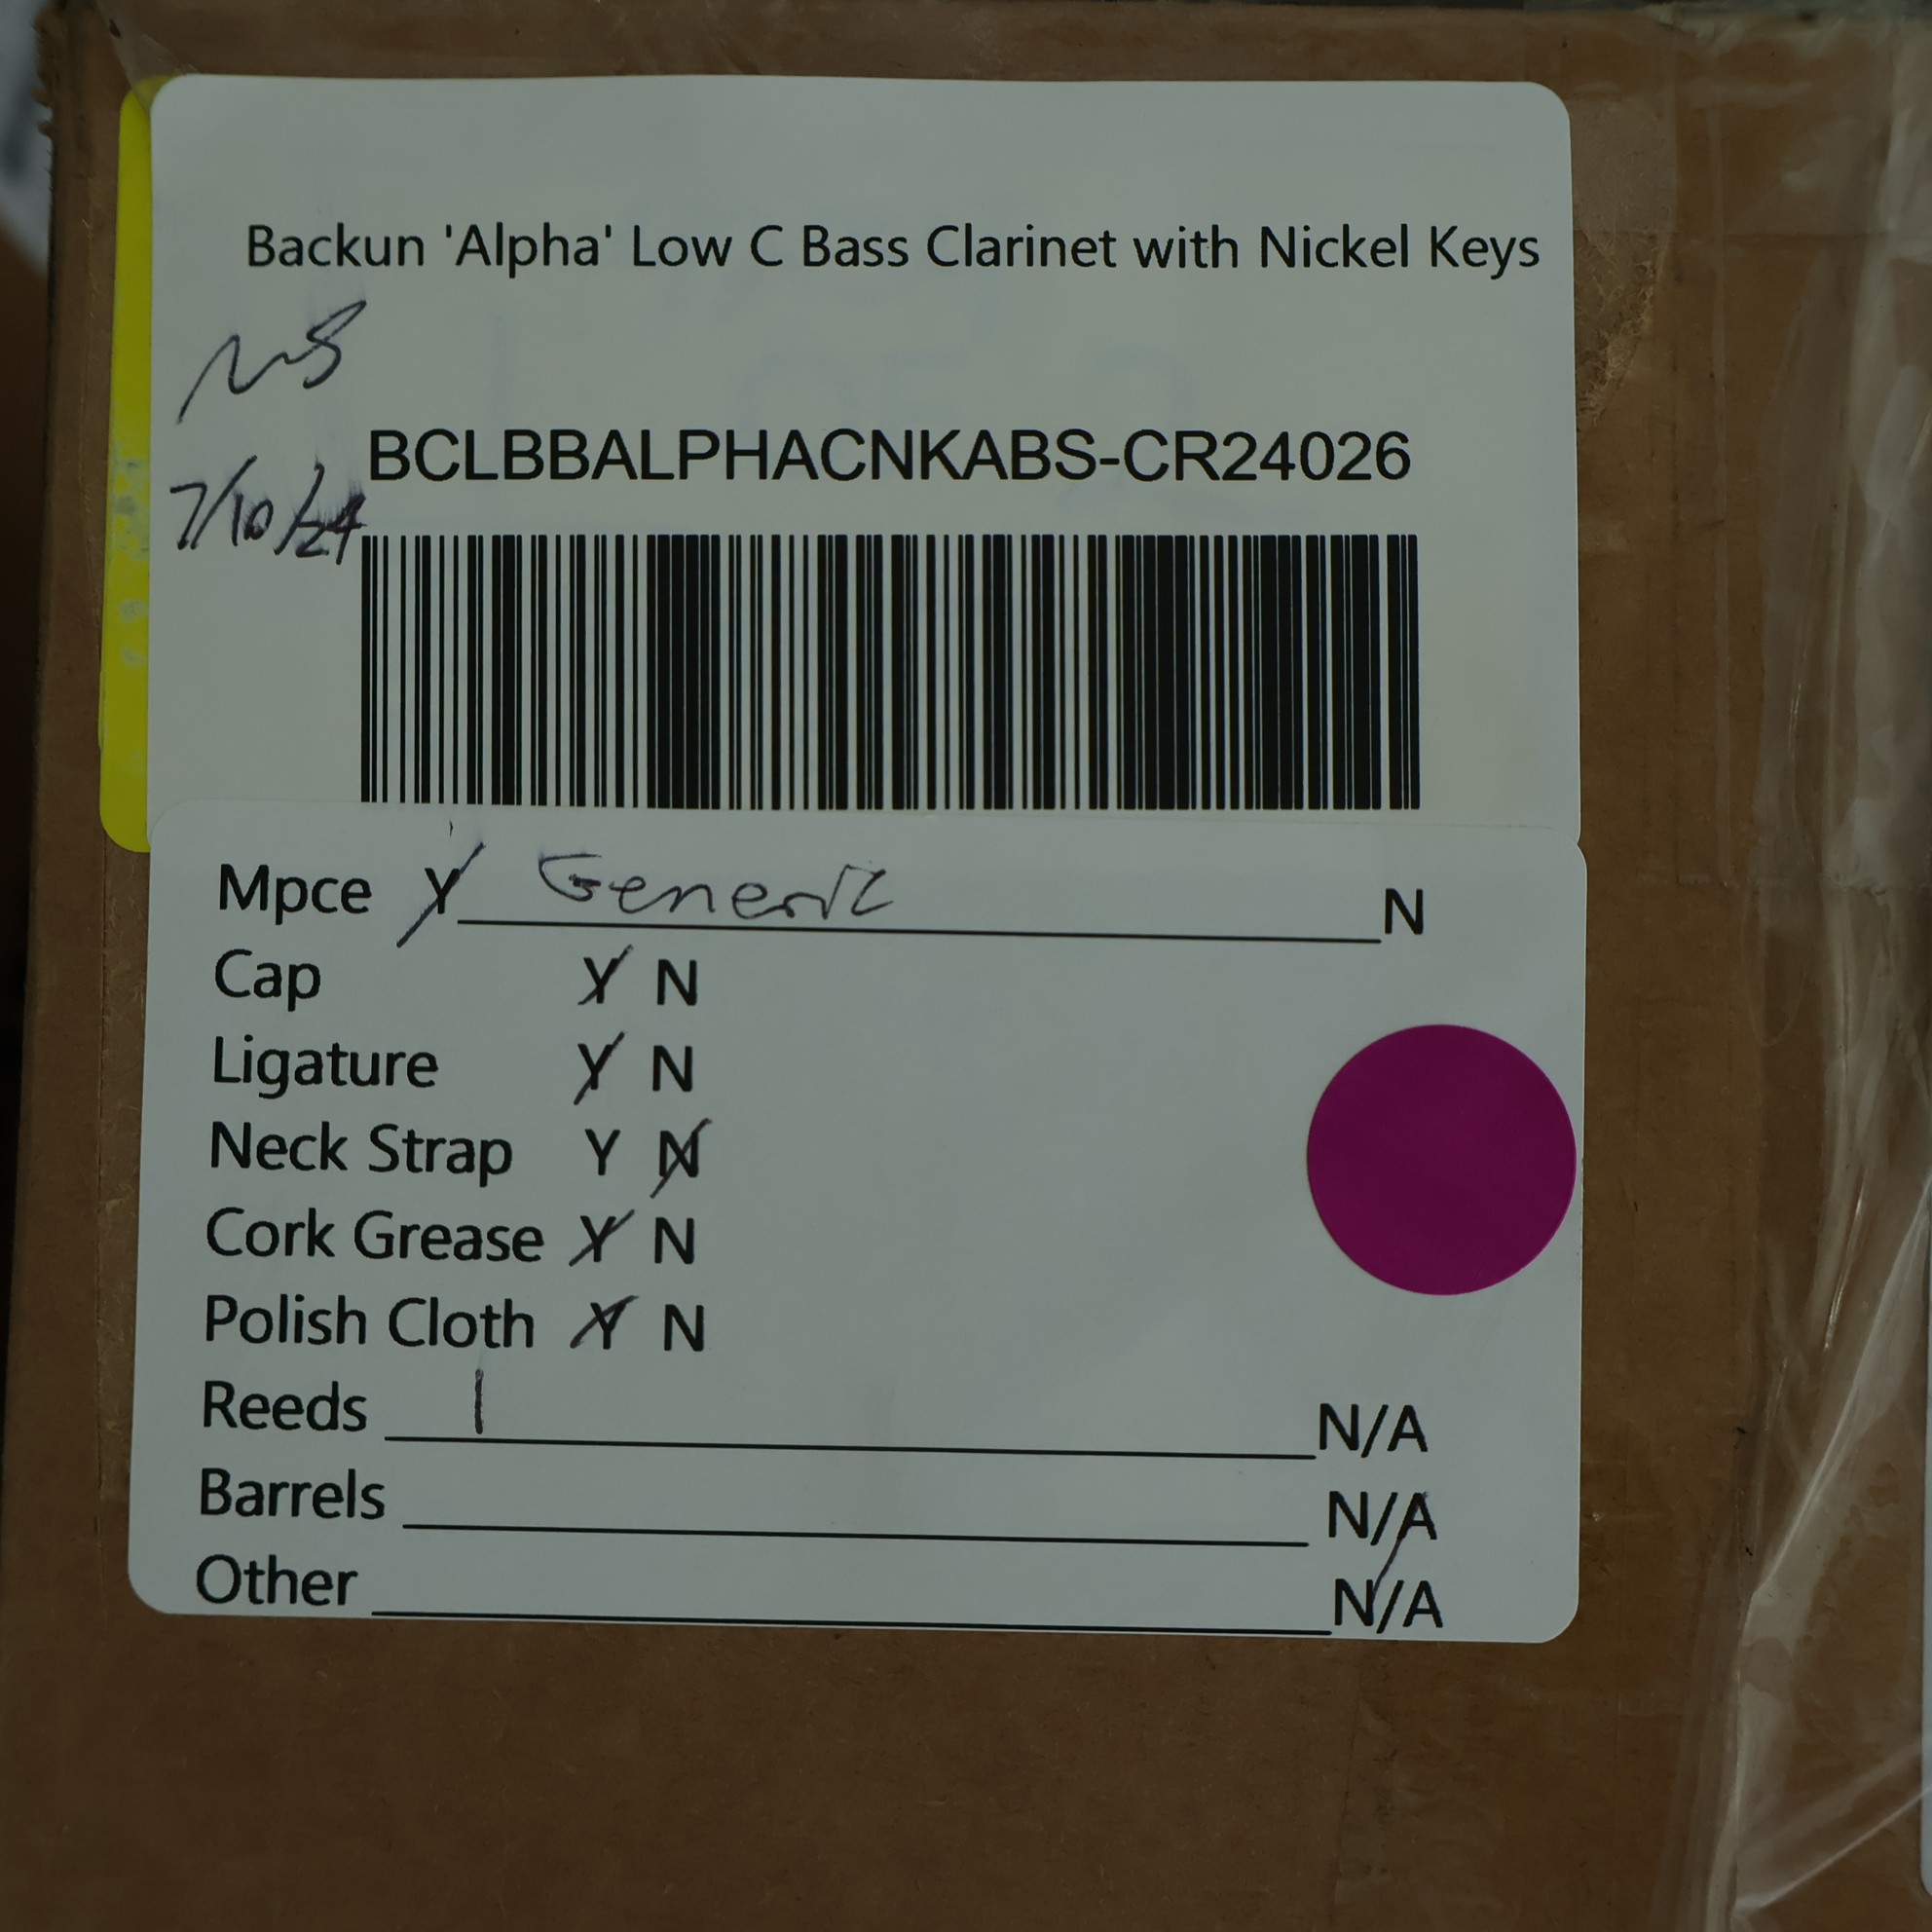 Backun 'Alpha' Low C Bass Clarinet with Nickel Keys
NS
7/10/24
BCLBBALPHACNKABS-CR24026
Mpce Y Generic N
Cap Y N
Ligature Y N
Neck Strap Y N
Cork Grease Y N
Polish Cloth Y N
Reeds 1 N/A
Barrels N/A
Other N/A